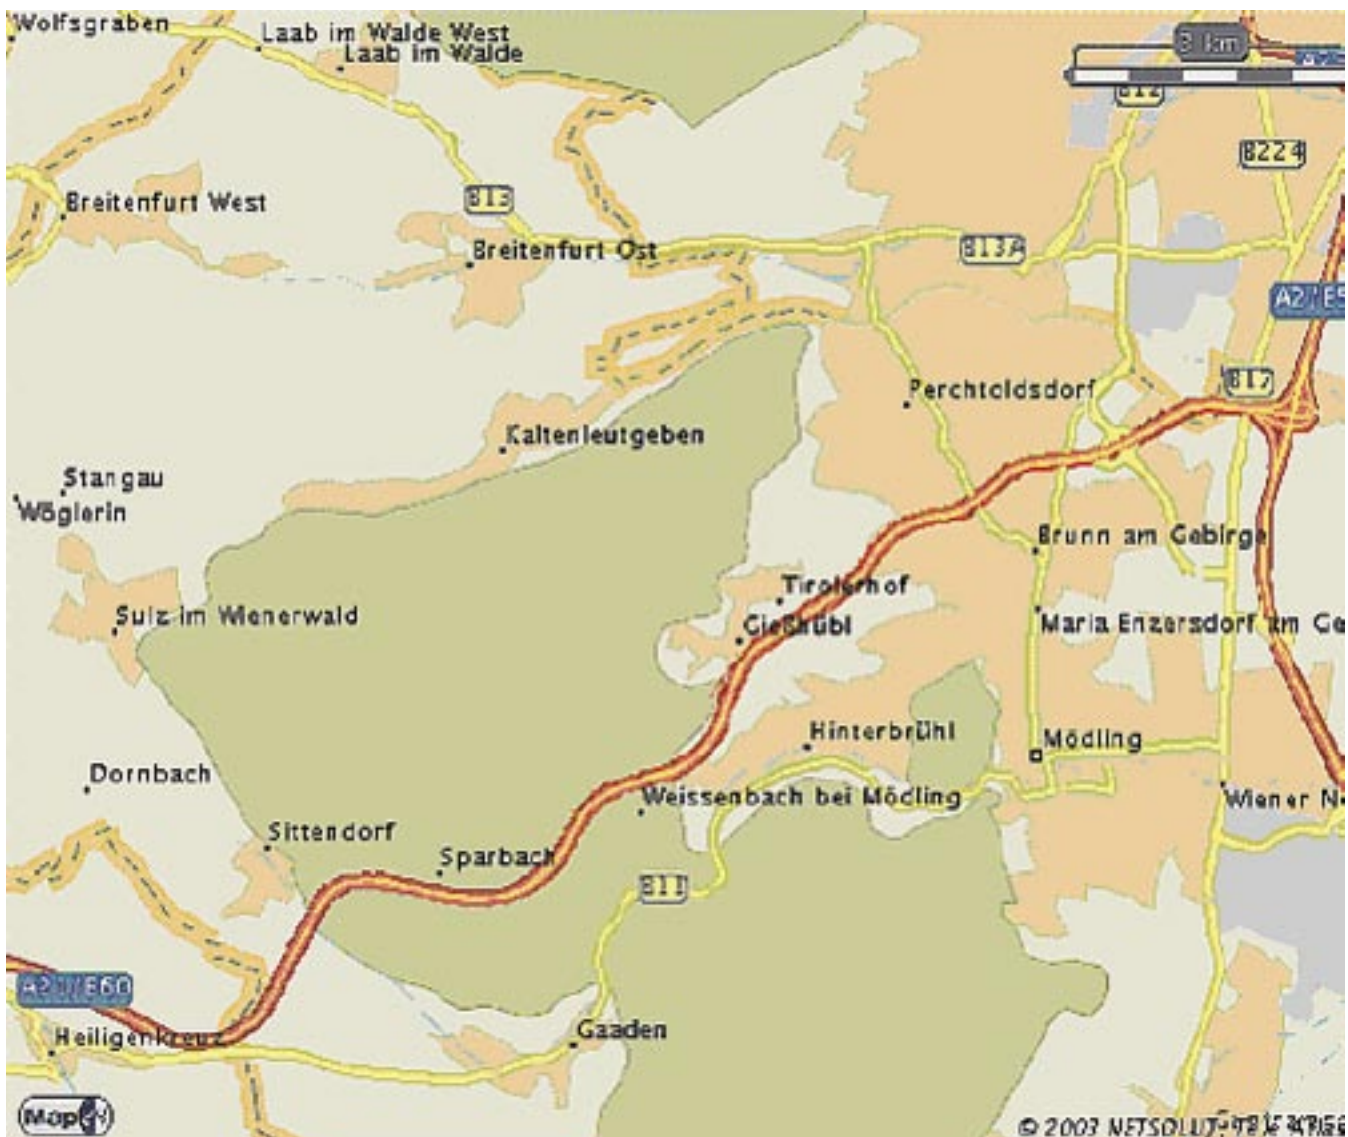 Wolfsgraben
Laab im Walde West
Laab im Walde
3 km
B12
B224
Breitenfurt West
B13
Breitenfurt Ost
B13A
A2/E5
B17
Perchtoldsdorf
Kaltenleutgeben
Stangau
Wöglerin
Brunn am Gebirge
Tirolerhof
Sulz im Wienerwald
Gießhübl
Maria Enzersdorf am Ge
Hinterbrühl
Mödling
Dornbach
Weissenbach bei Mödling
Wiener N
Sittendorf
Sparbach
B11
A21/E60
Heiligenkreuz
Gaaden
Map24
© 2003 NETSOLUT